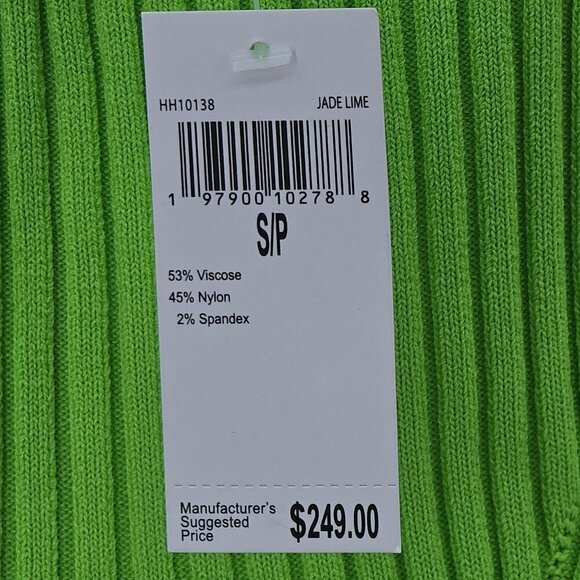 HH10138 JADE LIME
1 97900 10278 8
S/P
53% Viscose
45% Nylon
2% Spandex
Manufacturer's
Suggested
Price
$249.00